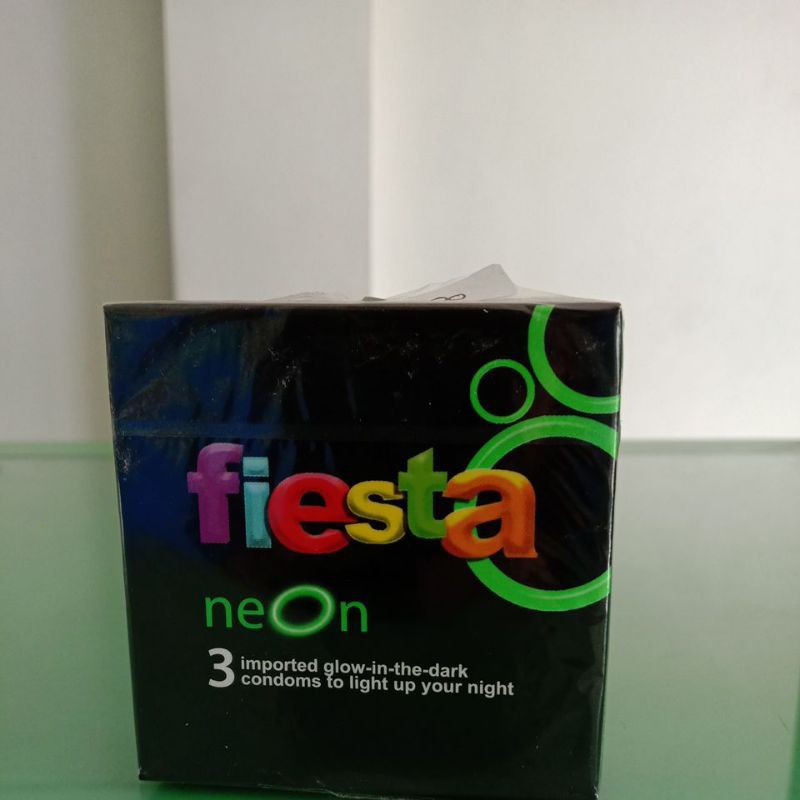 fiesta
neOn
3 imported glow-in-the-dark
condoms to light up your night